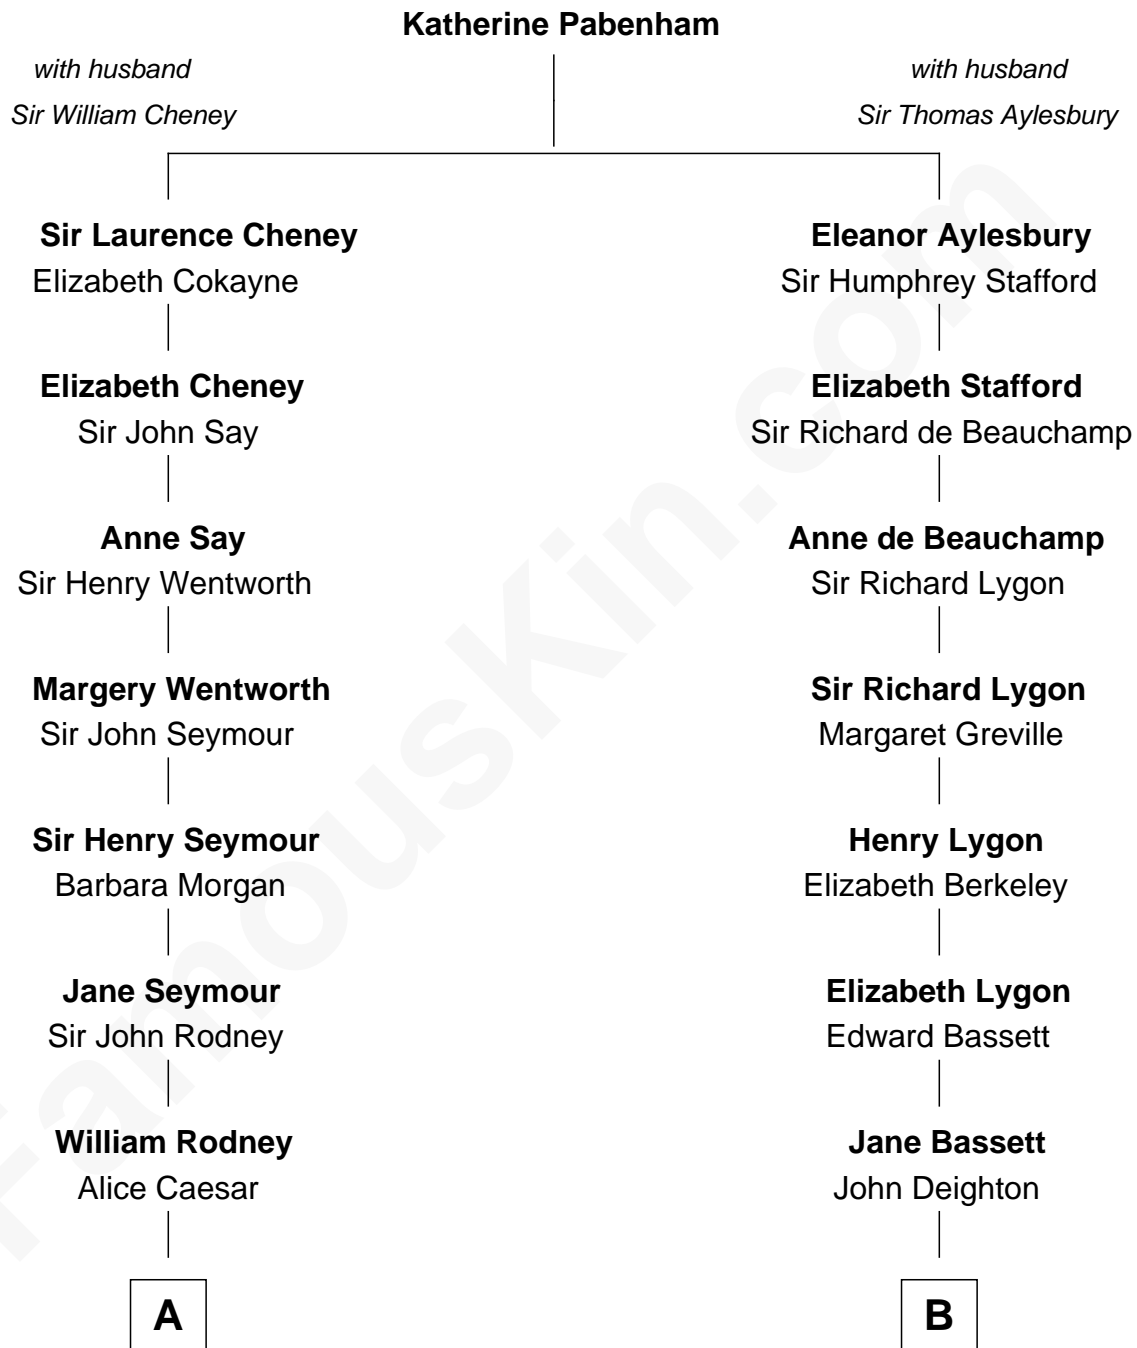 Katherine Pabenham
with husband
Sir William Cheney
with husband
Sir Thomas Aylesbury
Sir Laurence Cheney
Elizabeth Cokayne
Eleanor Aylesbury
Sir Humphrey Stafford
Elizabeth Cheney
Sir John Say
Elizabeth Stafford
Sir Richard de Beauchamp
Anne Say
Sir Henry Wentworth
Anne de Beauchamp
Sir Richard Lygon
Margery Wentworth
Sir John Seymour
Sir Richard Lygon
Margaret Greville
Sir Henry Seymour
Barbara Morgan
Henry Lygon
Elizabeth Berkeley
Jane Seymour
Sir John Rodney
Elizabeth Lygon
Edward Bassett
William Rodney
Alice Caesar
Jane Bassett
John Deighton
A
B
FamousKin.com